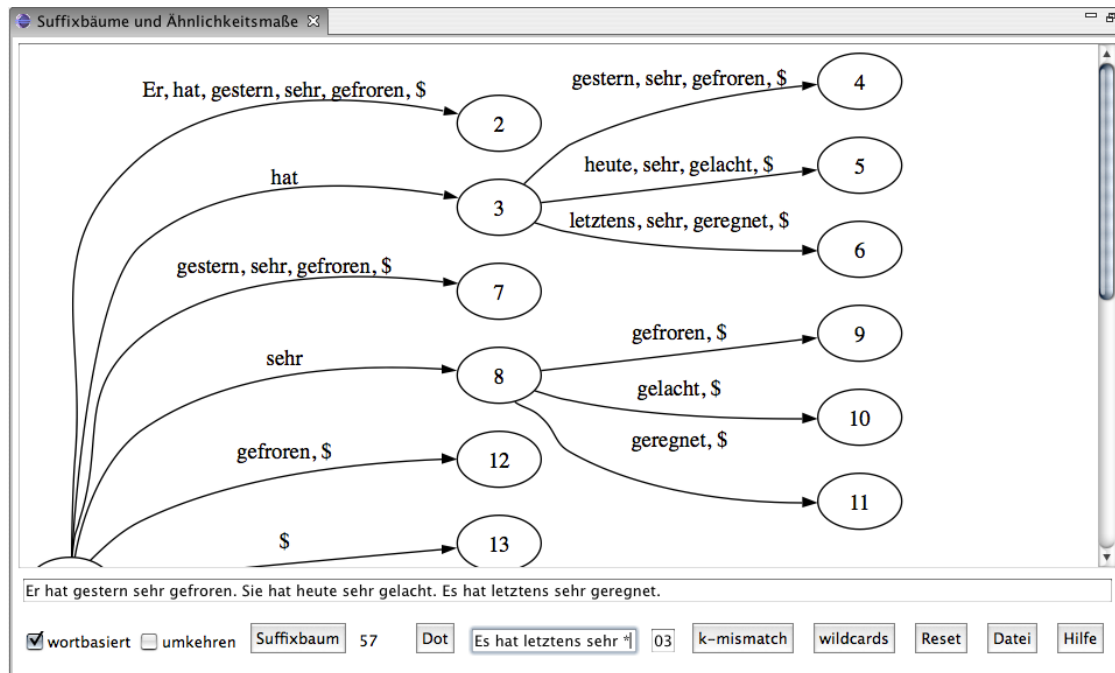 Suffixbäume und Ähnlichkeitsmaße
Er, hat, gestern, sehr, gefroren, $
2
hat
3
gestern, sehr, gefroren, $
4
heute, sehr, gelacht, $
5
letztens, sehr, geregnet, $
6
gestern, sehr, gefroren, $
7
sehr
8
gefroren, $
9
gelacht, $
10
geregnet, $
11
gefroren, $
12
$
13
Er hat gestern sehr gefroren. Sie hat heute sehr gelacht. Es hat letztens sehr geregnet.
wortbasiert umkehren Suffixbaum 57 Dot Es hat letztens sehr * 03 k-mismatch wildcards Reset Datei Hilfe